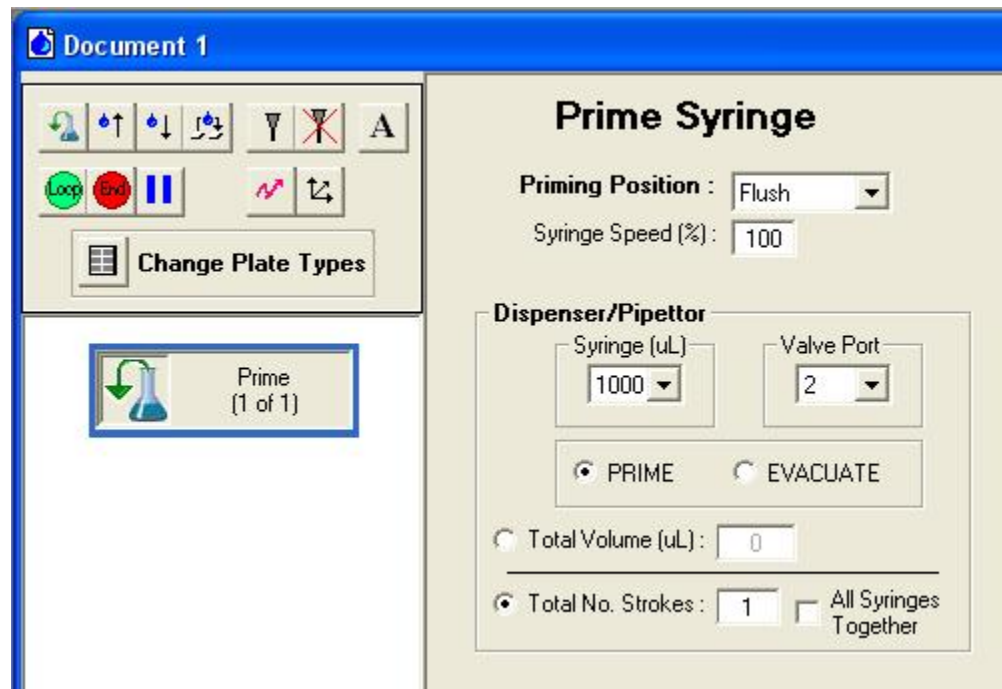 Document 1
A
Loop
End
Change Plate Types
Prime
(1 of 1)
Prime Syringe
Priming Position :
Flush
Syringe Speed (%) :
100
Dispenser/Pipettor
Syringe (uL)
Valve Port
1000
2
PRIME
EVACUATE
Total Volume (uL) :
0
Total No. Strokes :
1
All Syringes
Together